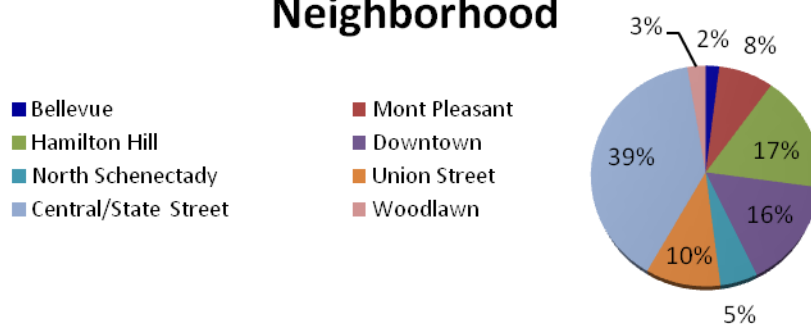 Neighborhood
3% 2% 8%
Bellevue Mont Pleasant
Hamilton Hill Downtown
North Schenectady Union Street
Central/State Street Woodlawn
39% 17%
16%
10%
5%